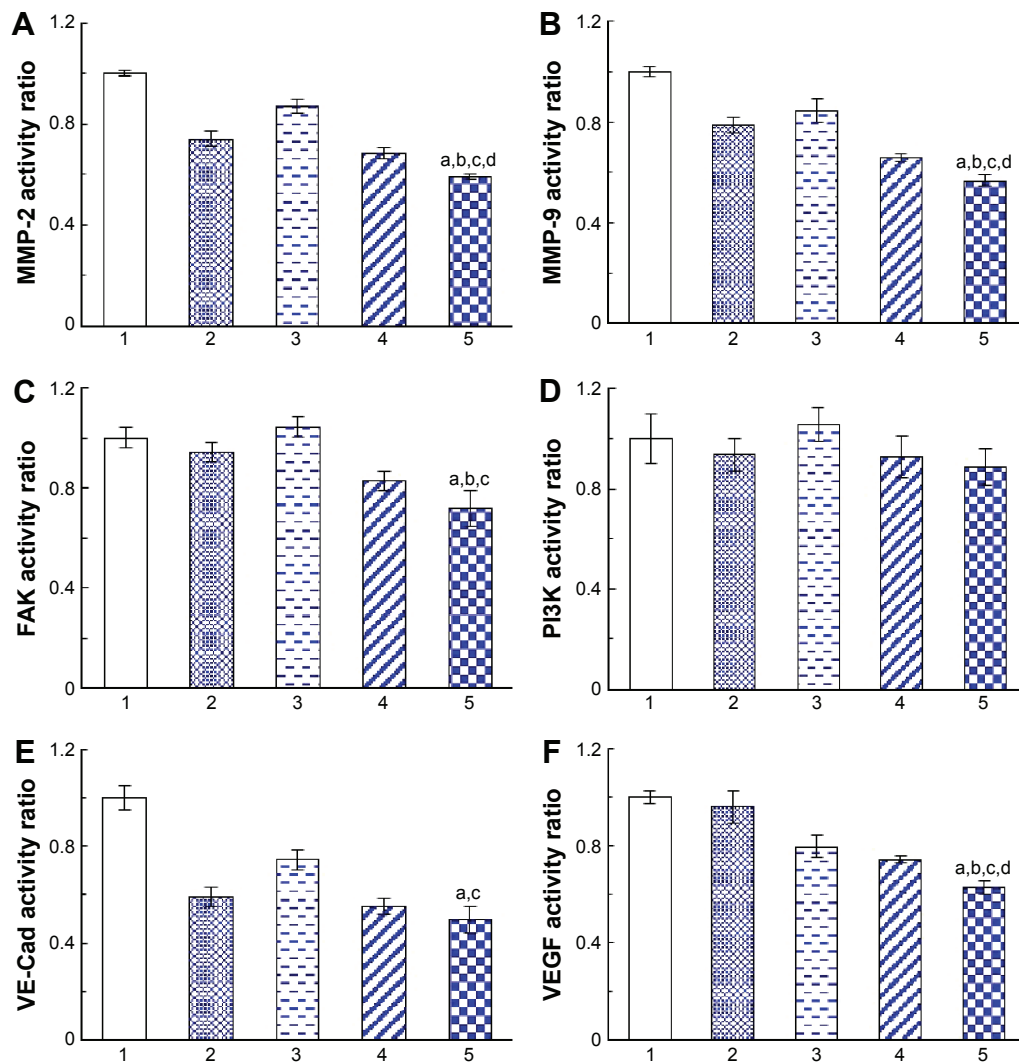 A
MMP-2 activity ratio
1.2
0.8
0.4
0
a,b,c,d
1 2 3 4 5
B
MMP-9 activity ratio
1.2
0.8
0.4
0
a,b,c,d
1 2 3 4 5
C
FAK activity ratio
1.2
0.8
0.4
0
a,b,c
1 2 3 4 5
D
PI3K activity ratio
1.2
0.8
0.4
0
1 2 3 4 5
E
VE-Cad activity ratio
1.2
0.8
0.4
0
a,c
1 2 3 4 5
F
VEGF activity ratio
1.2
0.8
0.4
0
a,b,c,d
1 2 3 4 5